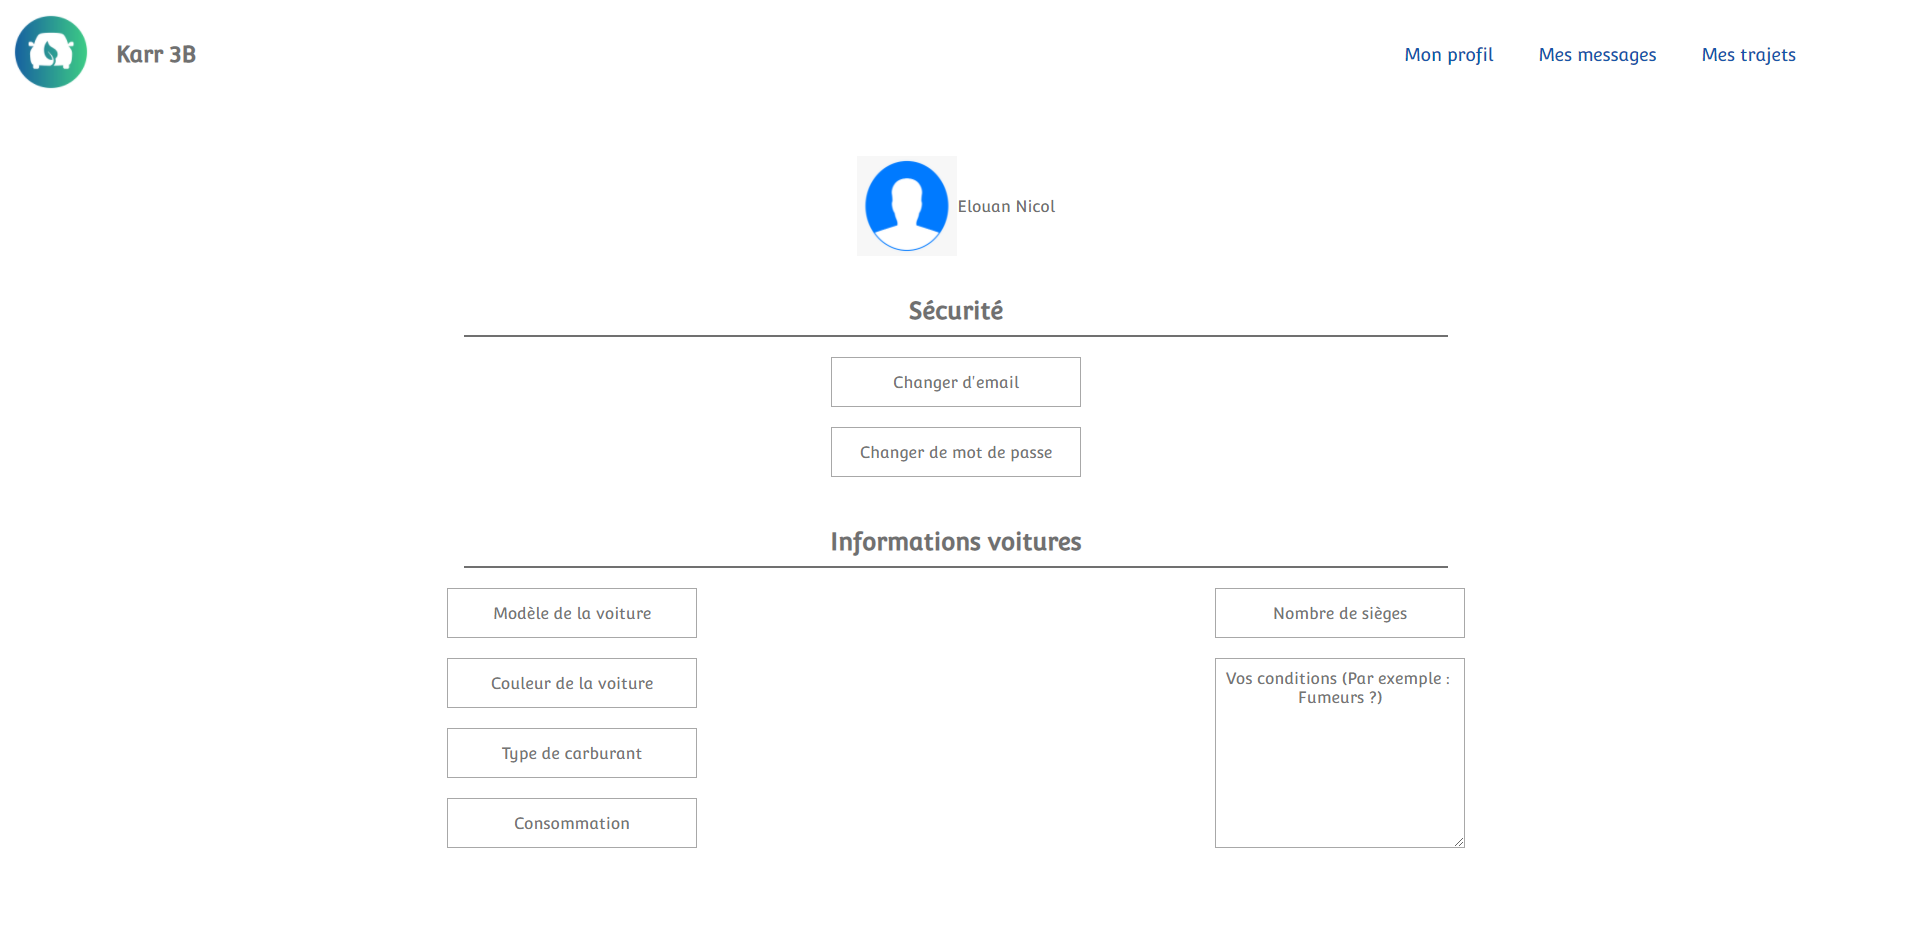 Karr 3B
Mon profil
Mes messages
Mes trajets
Elouan Nicol
Sécurité
Changer d'email
Changer de mot de passe
Informations voitures
Modèle de la voiture
Couleur de la voiture
Type de carburant
Consommation
Nombre de sièges
Vos conditions (Par exemple :
Fumeurs ?)